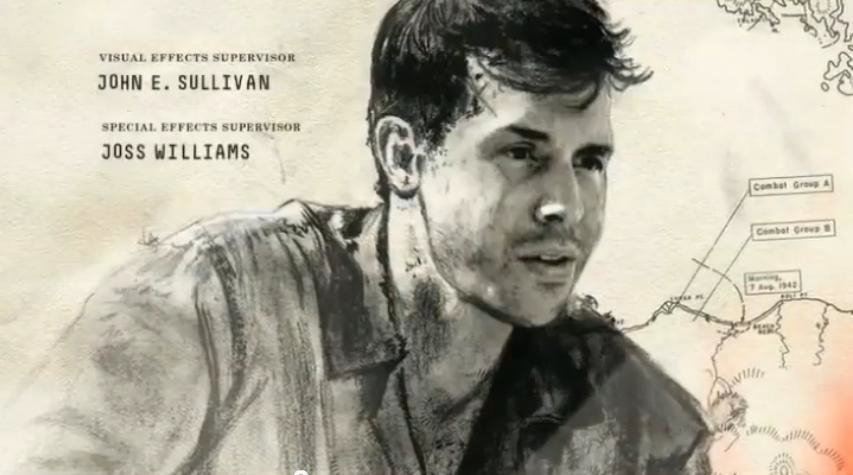 VISUAL EFFECTS SUPERVISOR
JOHN E. SULLIVAN
SPECIAL EFFECTS SUPERVISOR
JOSS WILLIAMS
Combat Group A
Combat Group B
Morning,
7 Aug. 1942